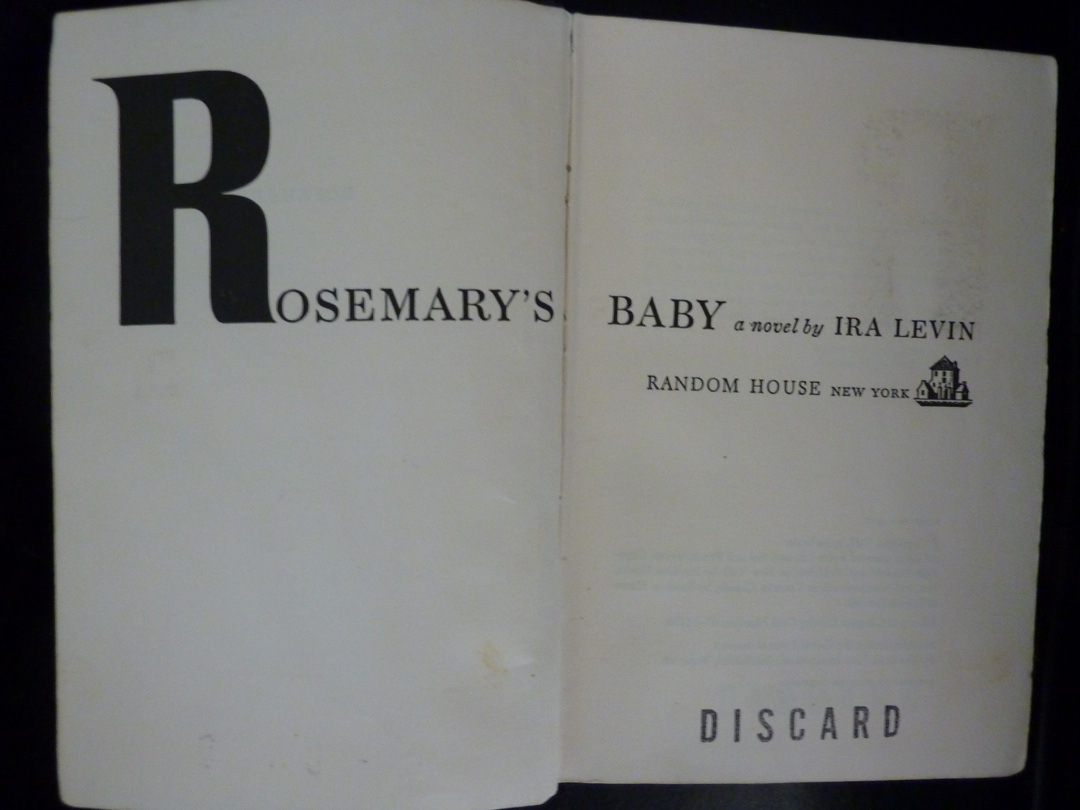 ROSEMARY'S BABY a novel by IRA LEVIN
RANDOM HOUSE NEW YORK
DISCARD